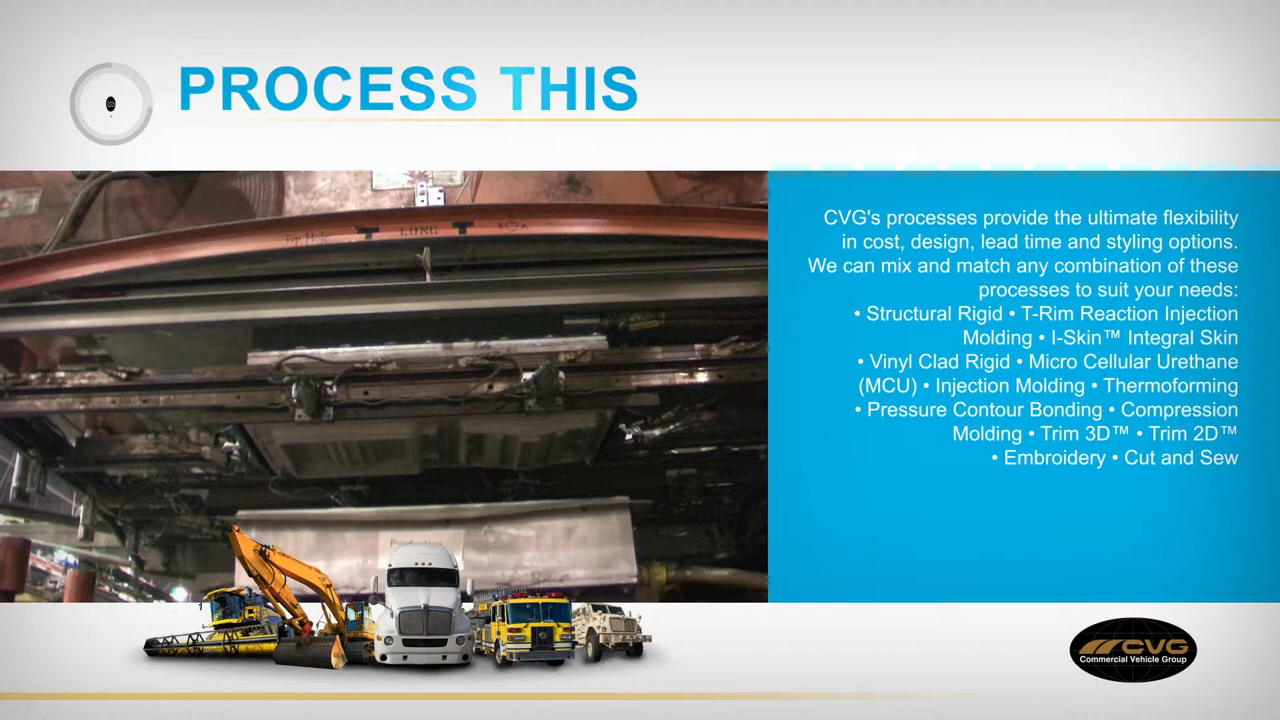 PROCESS THIS
Top Hole
LONG
CVG's processes provide the ultimate flexibility
in cost, design, lead time and styling options.
We can mix and match any combination of these
processes to suit your needs:
• Structural Rigid • T-Rim Reaction Injection
Molding • I-Skin™ Integral Skin
• Vinyl Clad Rigid • Micro Cellular Urethane
(MCU) • Injection Molding • Thermoforming
• Pressure Contour Bonding • Compression
Molding • Trim 3D™ • Trim 2D™
• Embroidery • Cut and Sew
CVG
Commercial Vehicle Group